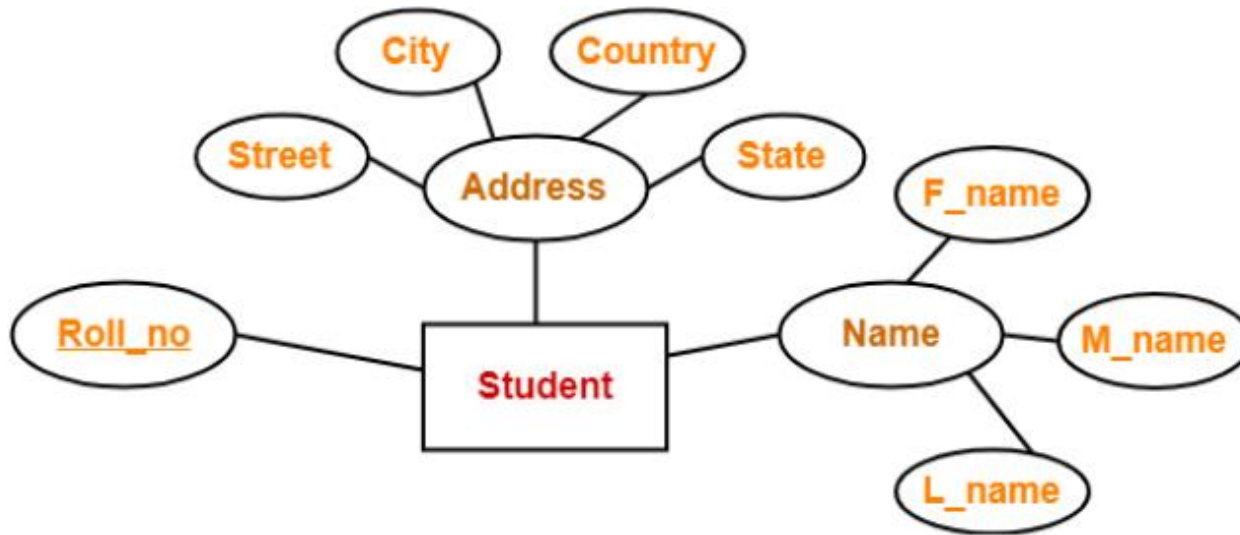 City
Country
Street
Address
State
F_name
Roll_no
Name
M_name
Student
L_name